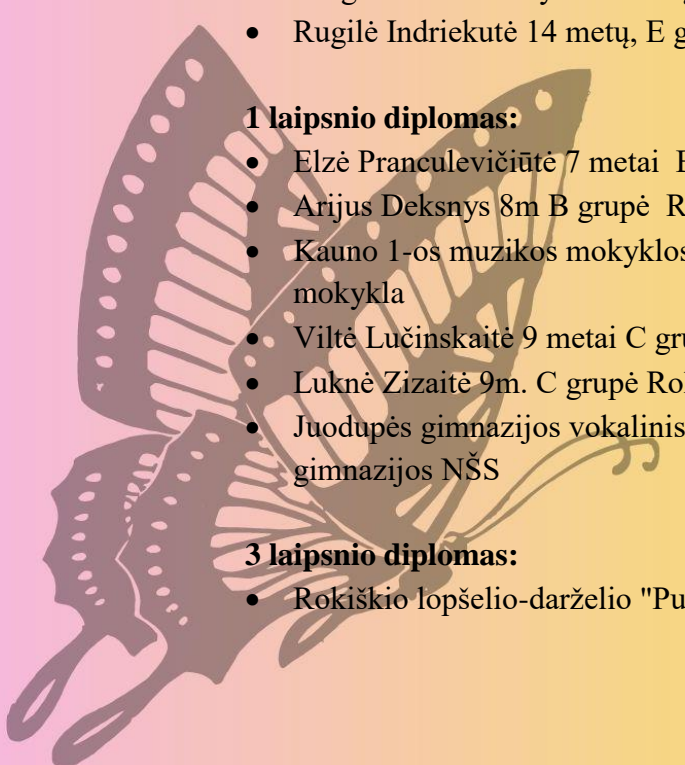 • Rugilė Indriekutė 14 metų, E g
1 laipsnio diplomas:
• Elzė Pranculevičiūtė 7 metai
• Arijus Deksnys 8m B grupė R
• Kauno 1-os muzikos mokyklos
mokykla
• Viltė Lučinskaitė 9 metai C gru
• Luknė Zizaitė 9m. C grupė Rok
• Juodupės gimnazijos vokalinis
gimnazijos NŠS
3 laipsnio diplomas:
• Rokiškio lopšelio-darželio "Pu